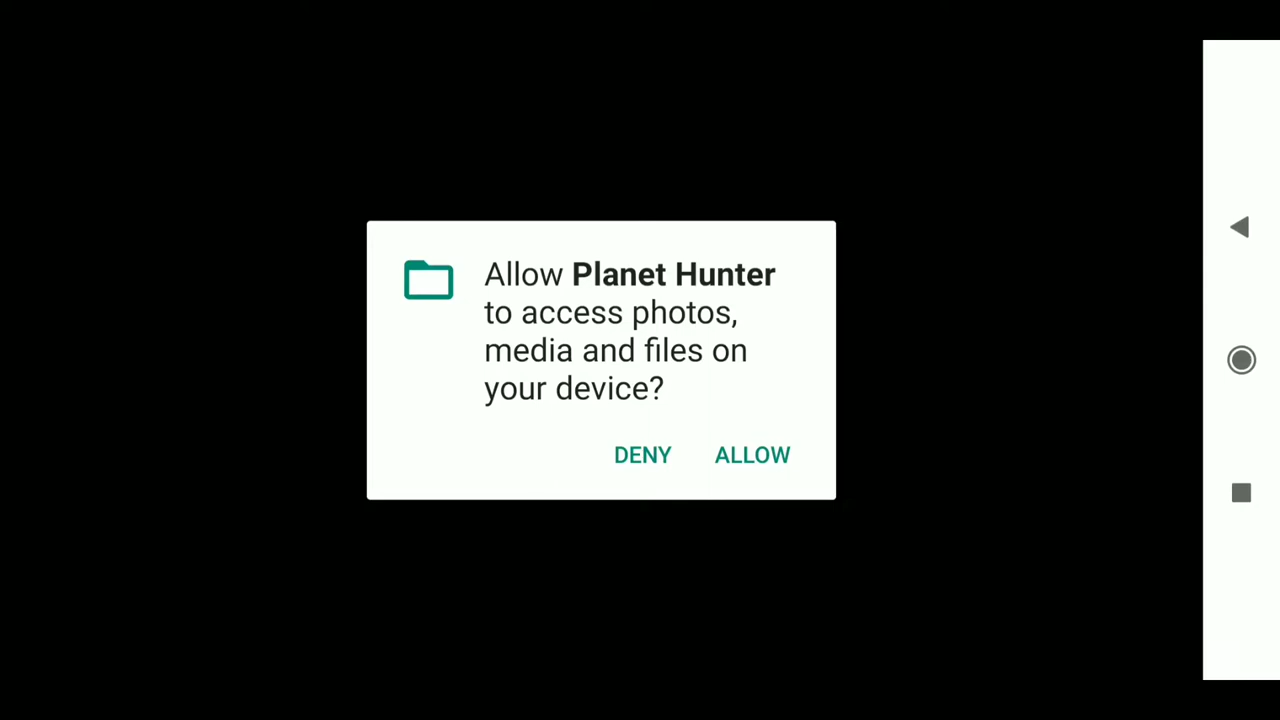 Allow Planet Hunter
to access photos,
media and files on
your device?
DENY ALLOW